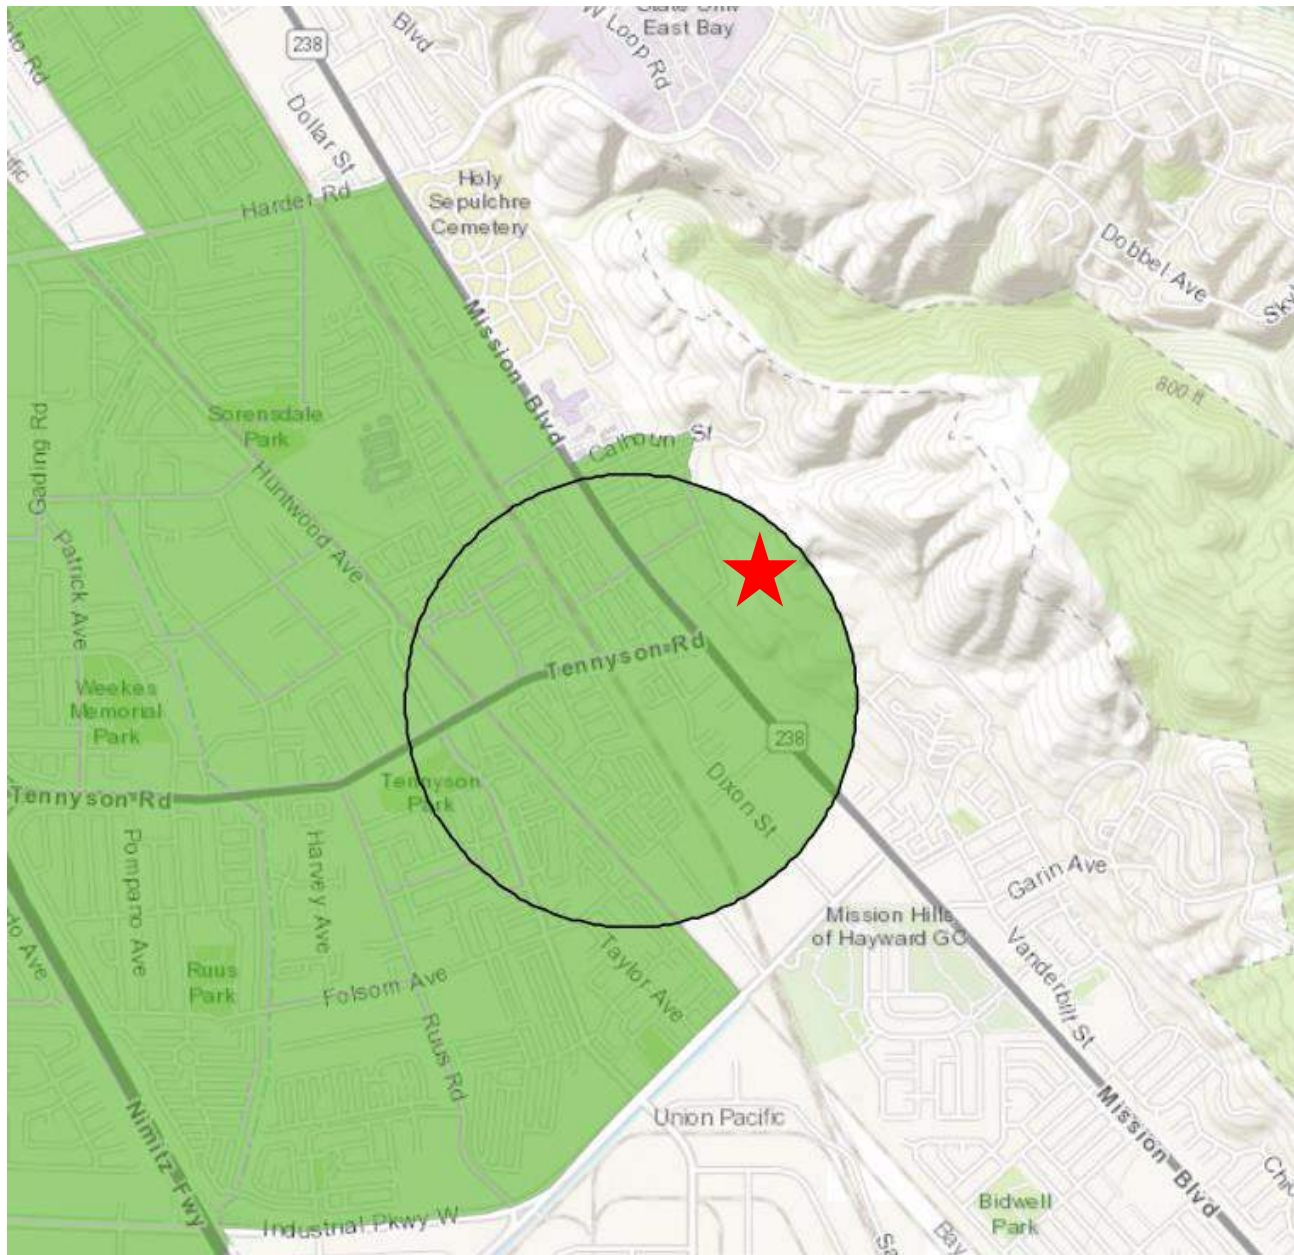 State Univ
East Bay
W Loop Rd
Blvd
238
Dollar St
Holy
Sepulchre
Cemetery
Harder Rd
Dobbel Ave
800 ft
Mission Blvd
Sorensdale
Park
Calhoun St
Gading Rd
Huntwood Ave
Patrick Ave
Tennyson Rd
Weekes
Memorial
Park
238
Tennyson
Park
Dixon St
Tennyson Rd
Pompano Ave
Harvey Ave
Garin Ave
Mission Hills
of Hayward GC
Vanderbilt St
Ruus
Park
Folsom Ave
Taylor Ave
Ruus Rd
Union Pacific
Nimitz Fwy
Mission Blvd
Bidwell
Park
Industrial Pkwy W